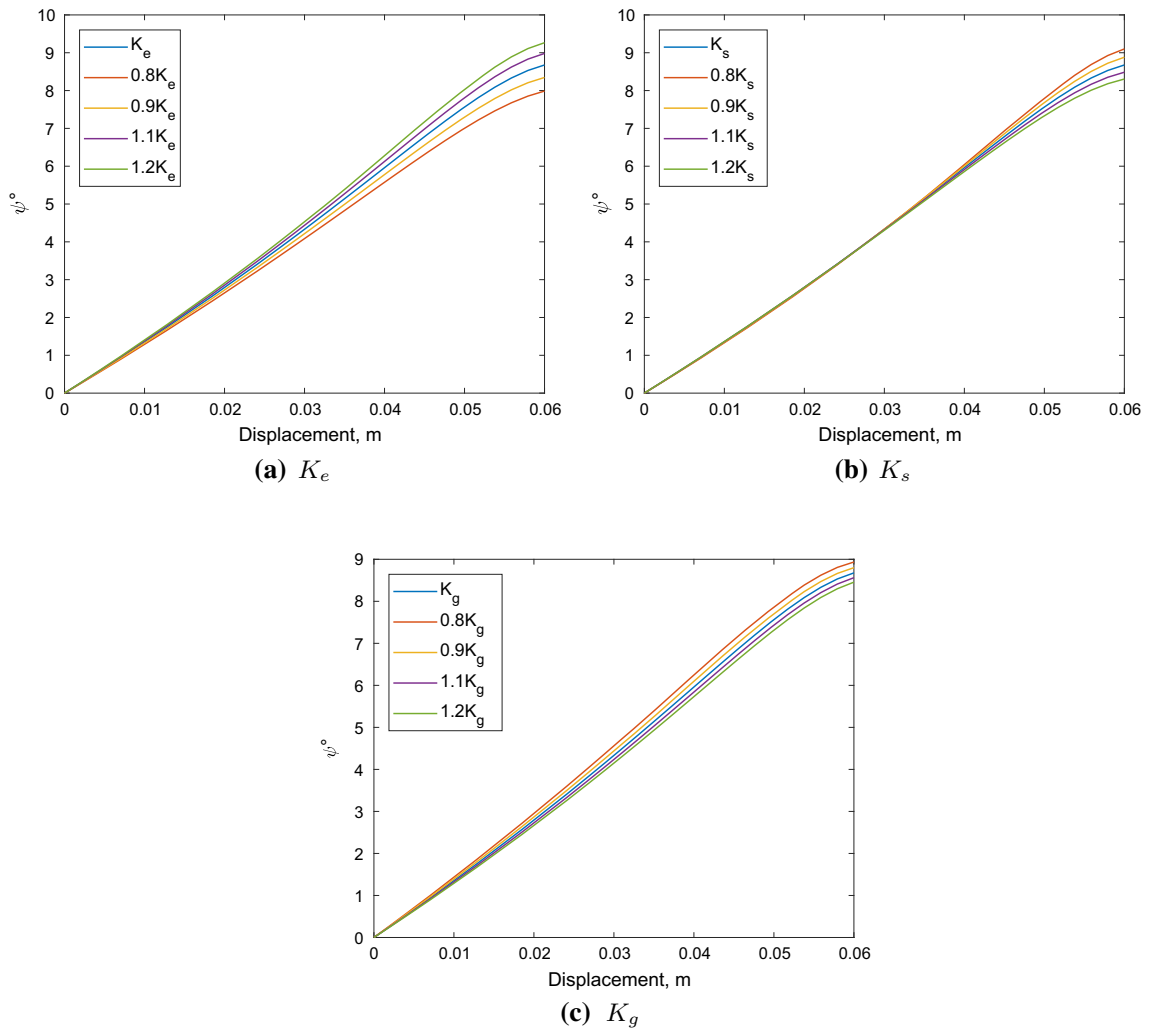 10
9
8
7
6
5
4
3
2
1
0
ψ°
K_e
0.8K_e
0.9K_e
1.1K_e
1.2K_e
0 0.01 0.02 0.03 0.04 0.05 0.06
Displacement, m
(a) K_e
10
9
8
7
6
5
4
3
2
1
0
ψ°
K_s
0.8K_s
0.9K_s
1.1K_s
1.2K_s
0 0.01 0.02 0.03 0.04 0.05 0.06
Displacement, m
(b) K_s
9
8
7
6
5
4
3
2
1
0
ψ°
K_g
0.8K_g
0.9K_g
1.1K_g
1.2K_g
0 0.01 0.02 0.03 0.04 0.05 0.06
Displacement, m
(c) K_g